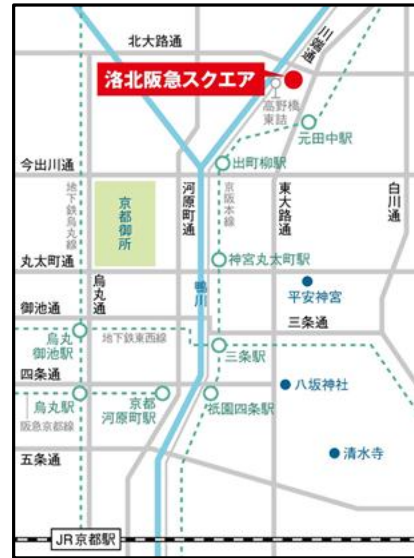 北大路通
川端通
洛北阪急スクエア
高野橋
東詰
元田中駅
出町柳駅
今出川通
地下鉄烏丸線
京都御所
河原町通
京阪本線
東大路通
白川通
丸太町通
烏丸通
神宮丸太町駅
鴨川
平安神宮
御池通
烏丸
御池駅
地下鉄東西線
三条通
三条駅
四条通
八坂神社
烏丸駅
京都
河原町駅
祇園四条駅
阪急京都線
清水寺
五条通
JR京都駅